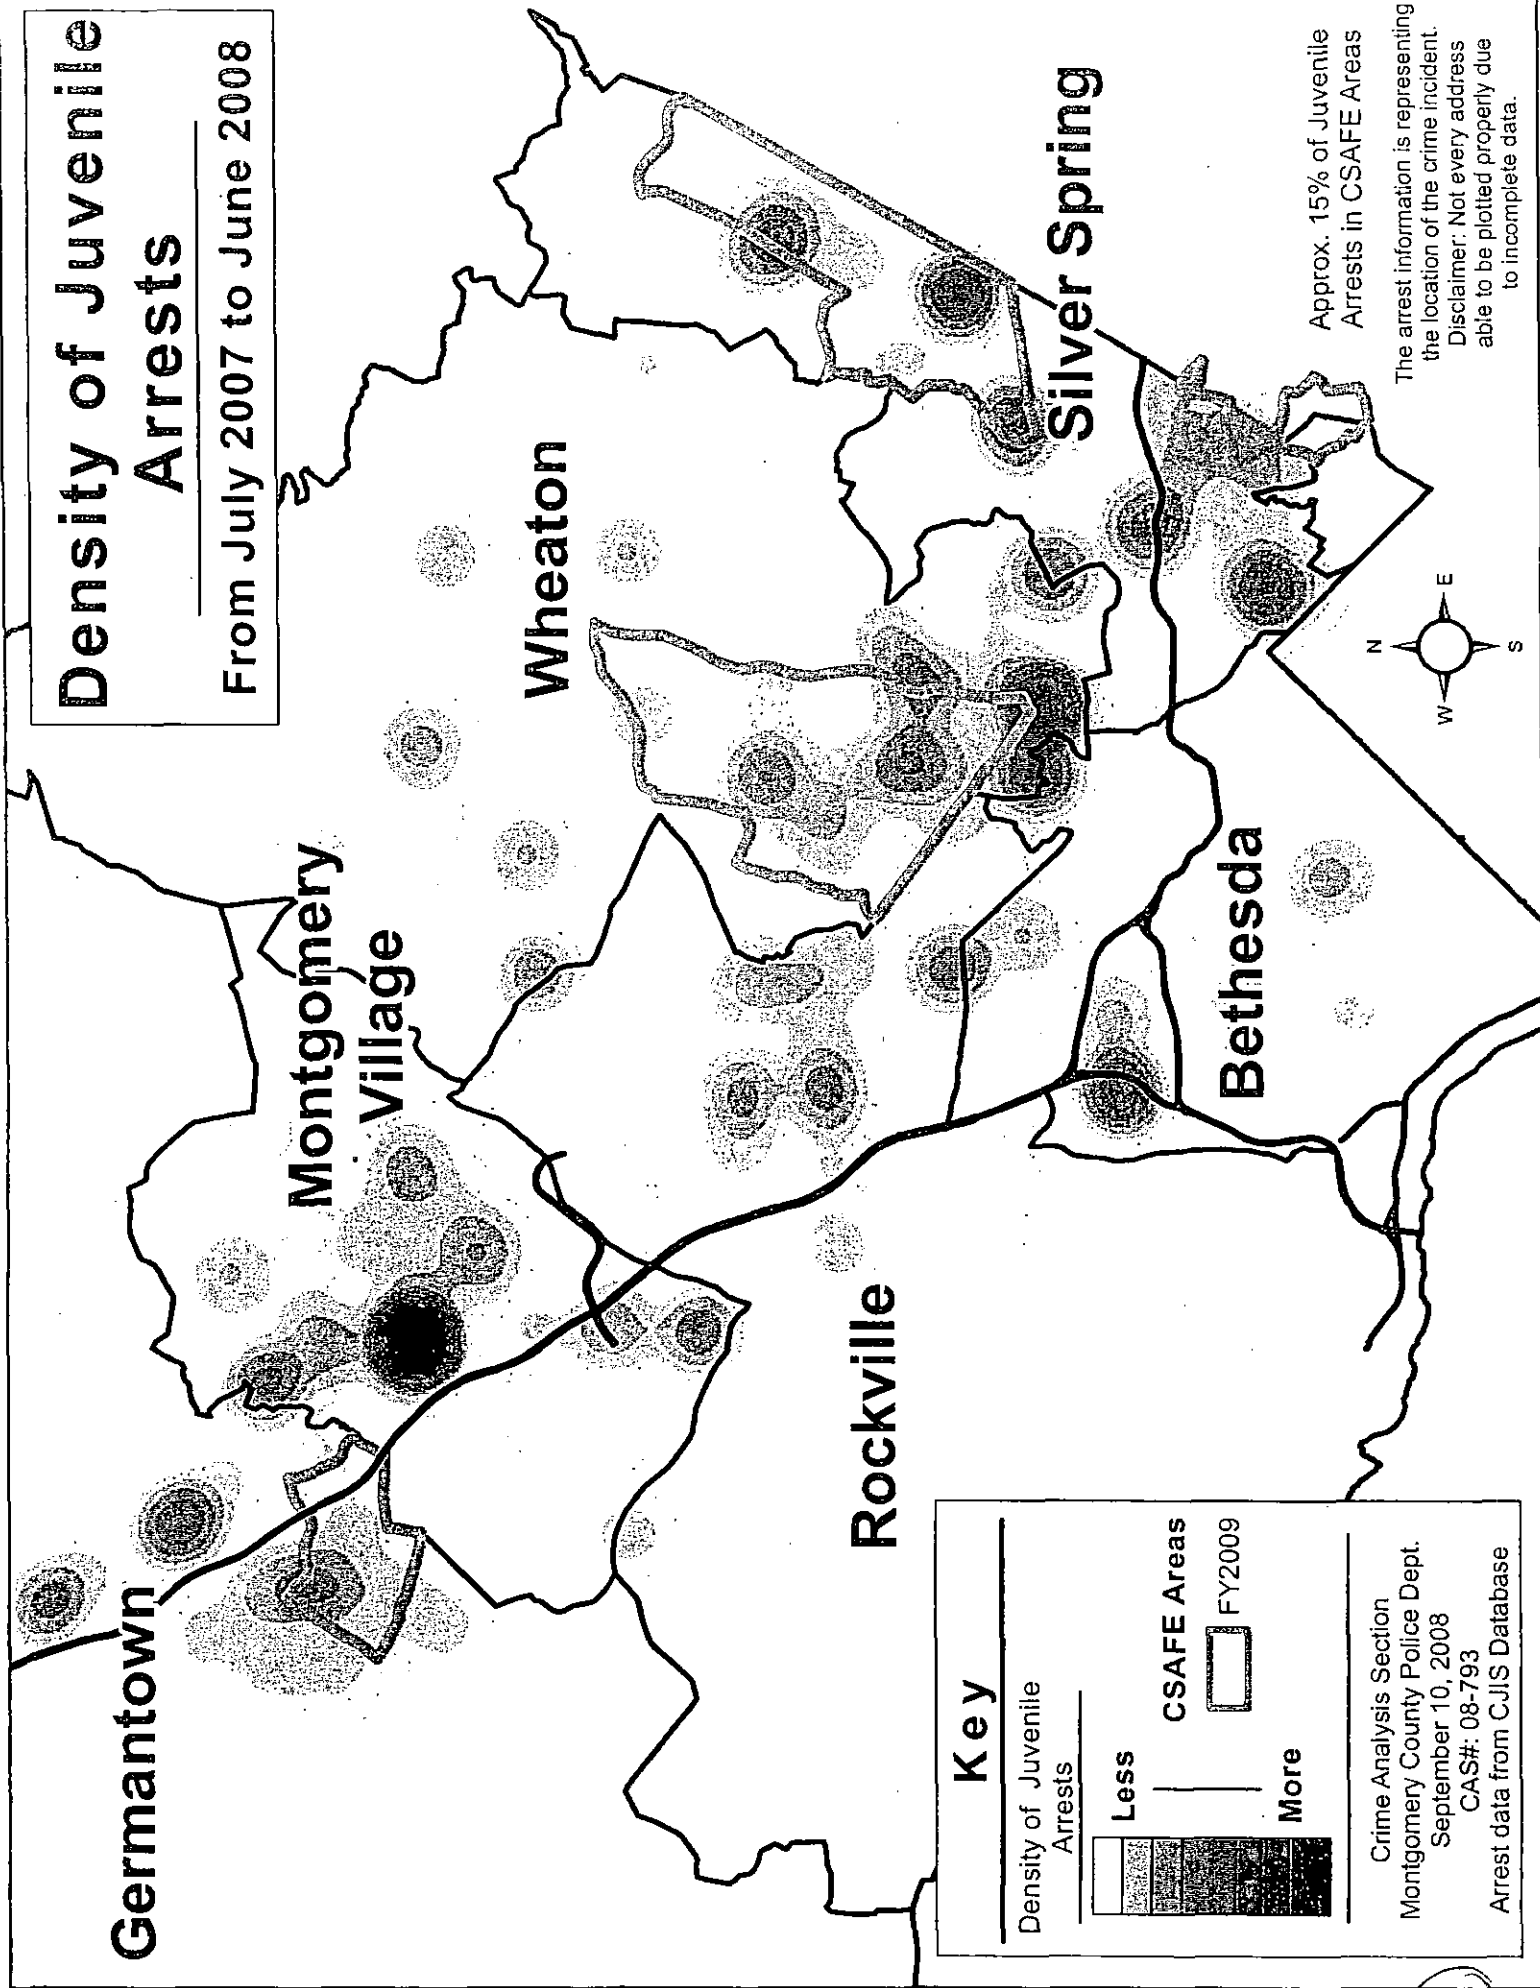 Density of Juvenile
Arrests
From July 2007 to June 2008
Germantown
Montgomery
Village
Wheaton
Silver Spring
Rockville
Bethesda
N
W
E
S
Key
Density of Juvenile
Arrests
Less
More
CSAFE Areas
FY2009
Crime Analysis Section
Montgomery County Police Dept.
September 10, 2008
CAS#: 08-793
Arrest data from CJIS Database
Approx. 15% of Juvenile
Arrests in CSAFE Areas
The arrest information is representing
the location of the crime incident.
Disclaimer: Not every address
able to be plotted properly due
to incomplete data.